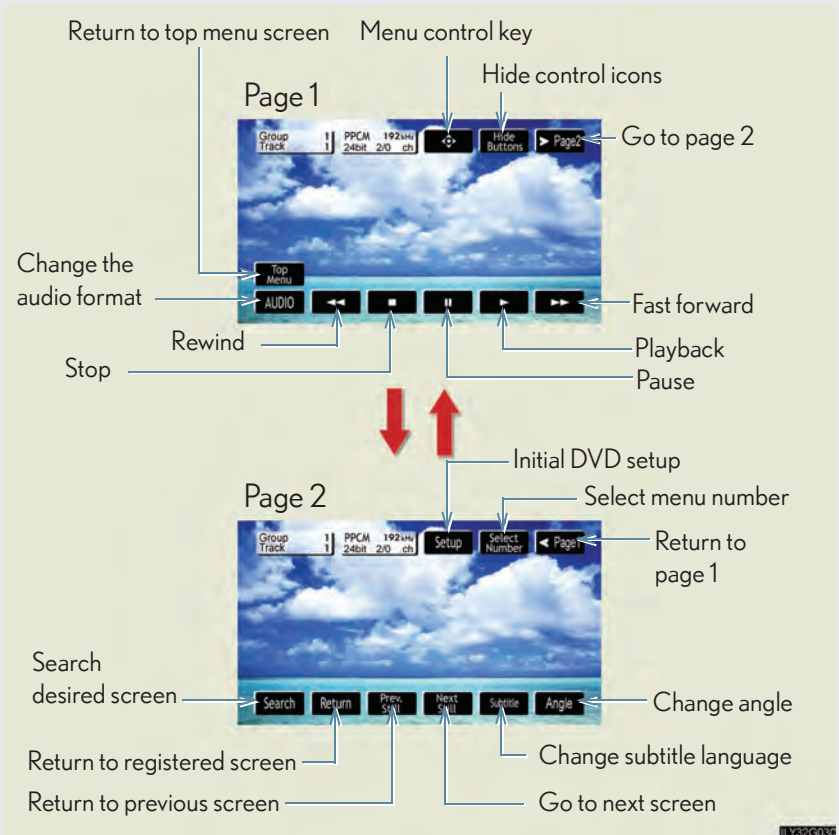 Return to top menu screen
Menu control key
Hide control icons
Page 1
Group 1
Track 1
PPCM 192kHz
24bit 2/0 ch
Hide
Buttons
> Page2
Go to page 2
Top
Menu
Change the
audio format
AUDIO
Fast forward
Rewind
Playback
Stop
Pause
Initial DVD setup
Page 2
Select menu number
Group 1
Track 1
PPCM 192kHz
24bit 2/0 ch
Setup
Select
Number
< Page1
Return to
page 1
Search
desired screen
Search
Return
Prev.
Still
Next
Still
Subtitle
Angle
Change angle
Return to registered screen
Change subtitle language
Return to previous screen
Go to next screen